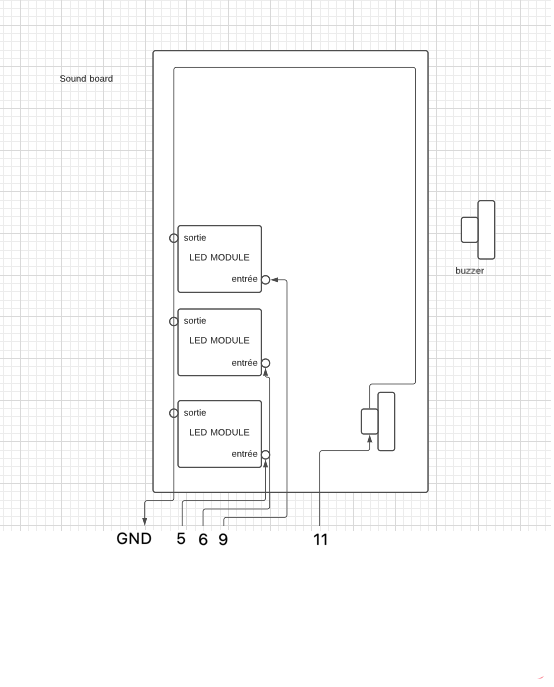 Sound board
sortie
LED MODULE
entrée
buzzer
sortie
LED MODULE
entrée
sortie
LED MODULE
entrée
GND 5 6 9 11